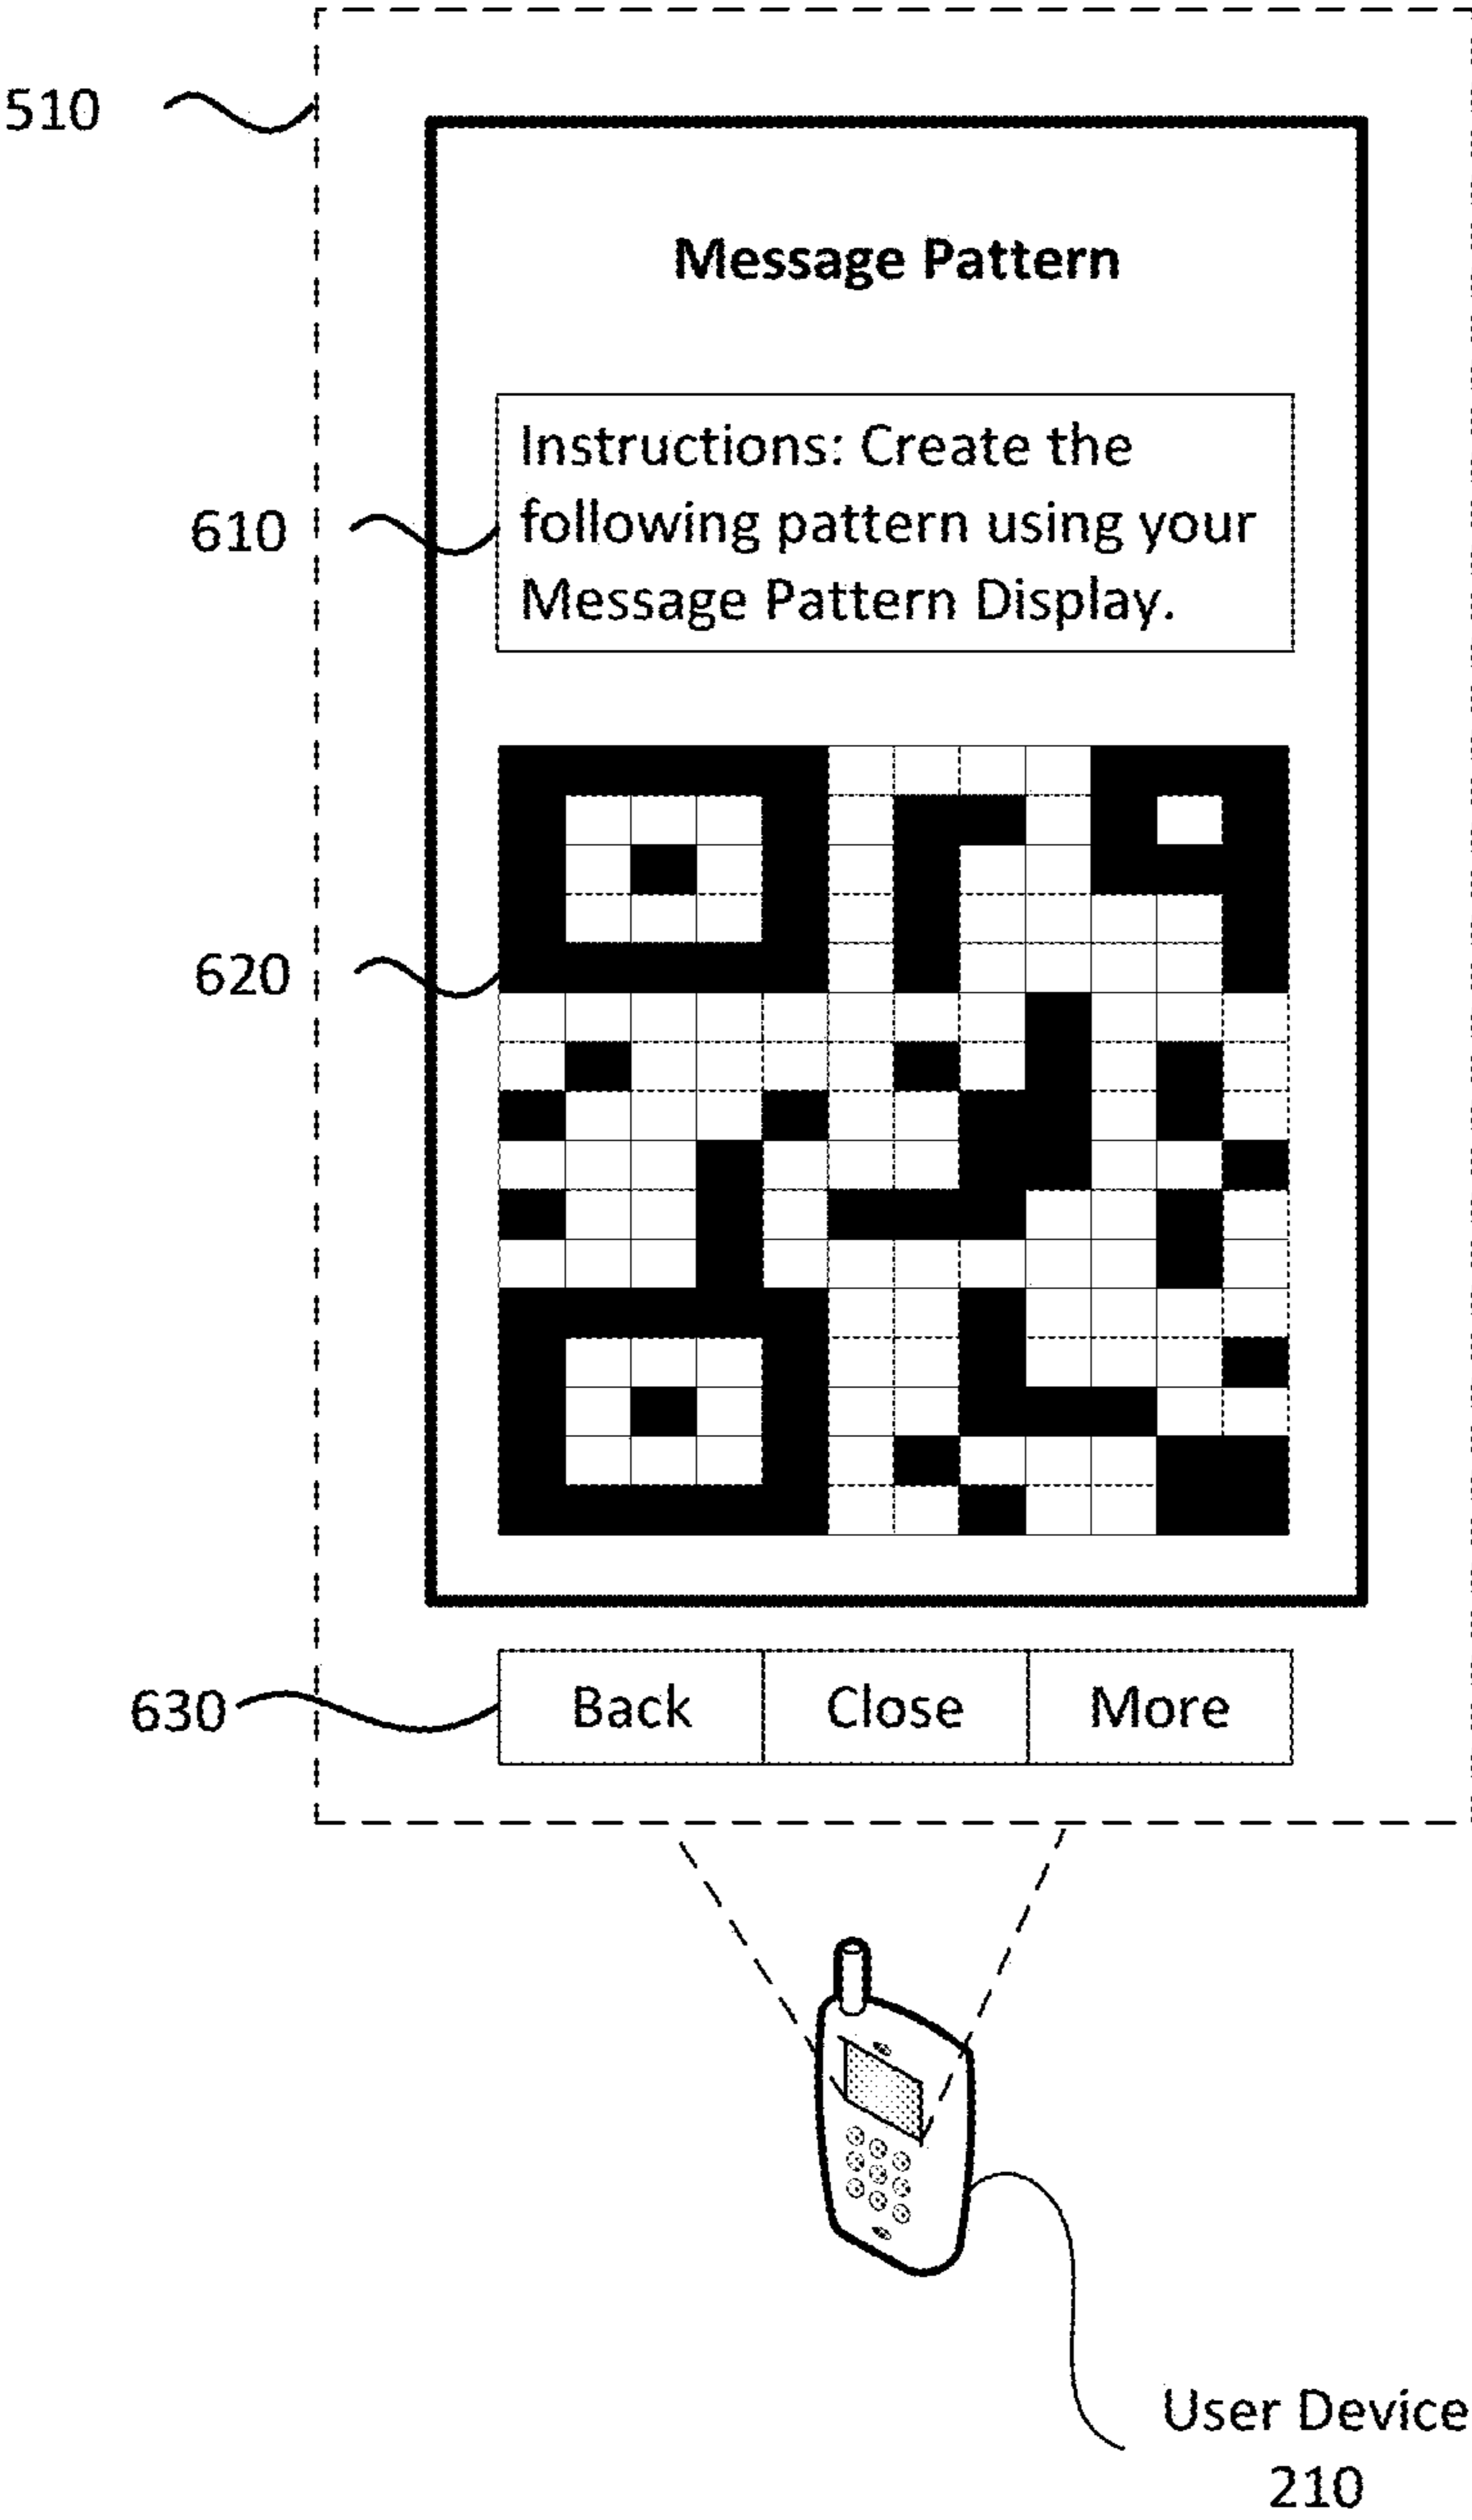 510
Message Pattern
Instructions: Create the
following pattern using your
Message Pattern Display.
610
620
630
Back Close More
User Device
210